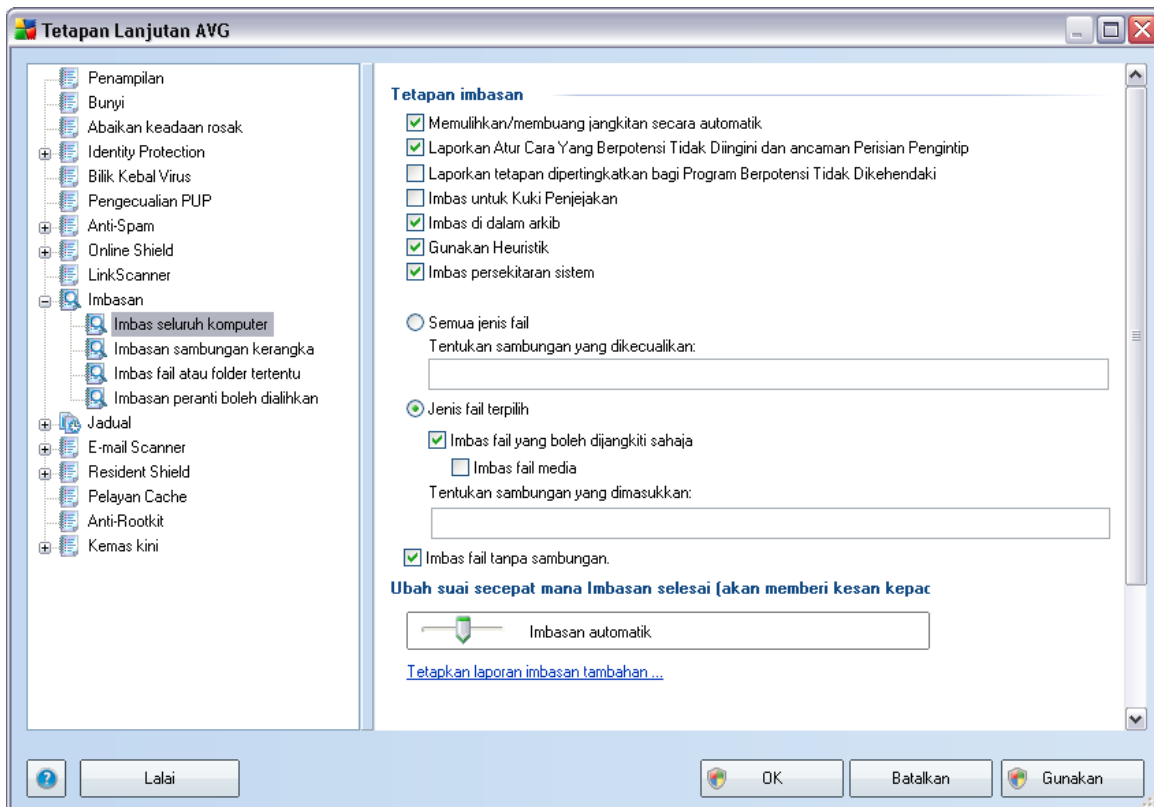 Tetapan Lanjutan AVG
Penampilan
Bunyi
Abaikan keadaan rosak
Identity Protection
Bilik Kebal Virus
Pengecualian PUP
Anti-Spam
Online Shield
LinkScanner
Imbasan
Imbas seluruh komputer
Imbasan sambungan kerangka
Imbas fail atau folder tertentu
Imbasan peranti boleh dialihkan
Jadual
E-mail Scanner
Resident Shield
Pelayan Cache
Anti-Rootkit
Kemas kini
Tetapan imbasan
Memulihkan/membuang jangkitan secara automatik
Laporkan Atur Cara Yang Berpotensi Tidak Diingini dan ancaman Perisian Pengintip
Laporkan tetapan dipertingkatkan bagi Program Berpotensi Tidak Dikehendaki
Imbas untuk Kuki Penjejakan
Imbas di dalam arkib
Gunakan Heuristik
Imbas persekitaran sistem
Semua jenis fail
Tentukan sambungan yang dikecualikan:
Jenis fail terpilih
Imbas fail yang boleh dijangkiti sahaja
Imbas fail media
Tentukan sambungan yang dimasukkan:
Imbas fail tanpa sambungan.
Ubah suai secepat mana Imbasan selesai (akan memberi kesan kepac
Imbasan automatik
Tetapkan laporan imbasan tambahan ...
Lalai
OK
Batalkan
Gunakan